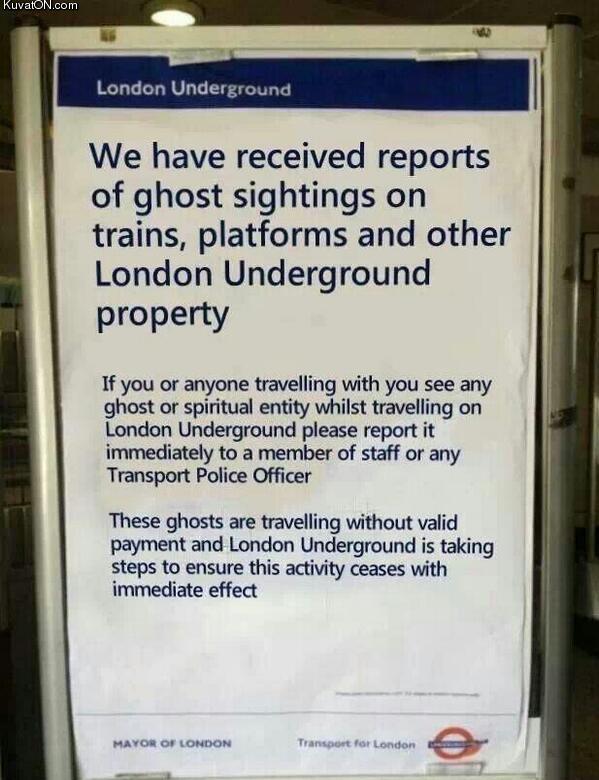 KuvatON.com
London Underground
We have received reports
of ghost sightings on
trains, platforms and other
London Underground
property
If you or anyone travelling with you see any
ghost or spiritual entity whilst travelling on
London Underground please report it
immediately to a member of staff or any
Transport Police Officer
These ghosts are travelling without valid
payment and London Underground is taking
steps to ensure this activity ceases with
immediate effect
MAYOR OF LONDON
Transport for London